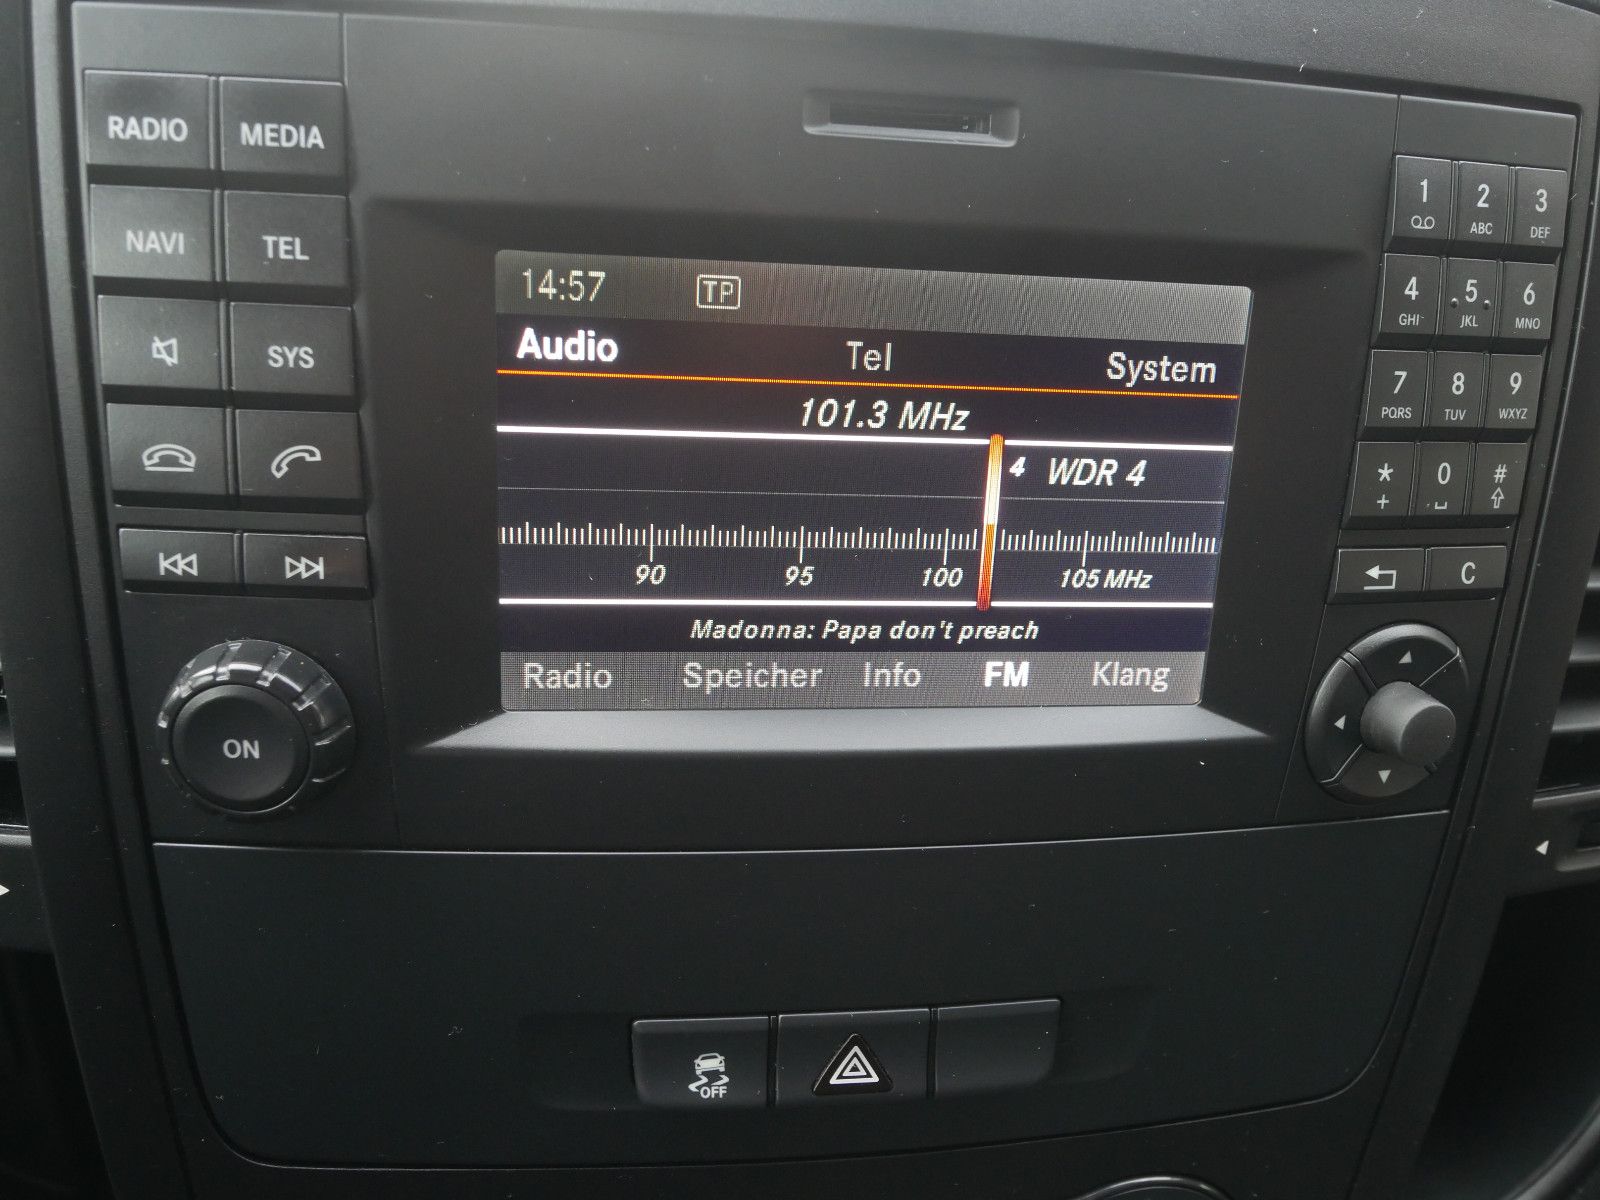 RADIO MEDIA
NAVI TEL
SYS
ON
14:57 TP
Audio Tel System
101.3 MHz
4 WDR 4
90 95 100 105 MHz
Madonna: Papa don't preach
Radio Speicher Info FM Klang
1 2 3
ABC DEF
4 5 6
GHI JKL MNO
7 8 9
PQRS TUV WXYZ
* 0 #
+
C
OFF